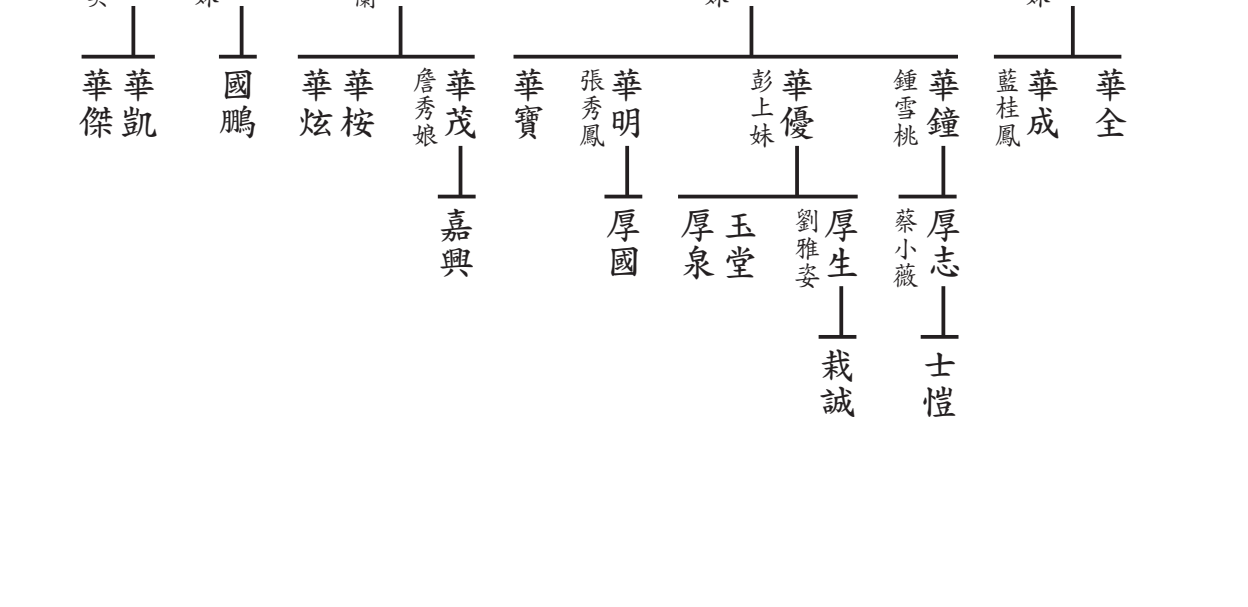 華全
華成
藍桂鳳
華鐘
鍾雪桃
華優
彭上妹
華明
張秀鳳
華寶
華茂
詹秀娘
華桉
華炫
國鵬
華凱
華傑
厚志
蔡小薇
厚生
劉雅姿
玉堂
厚泉
厚國
嘉興
士愷
栽誠